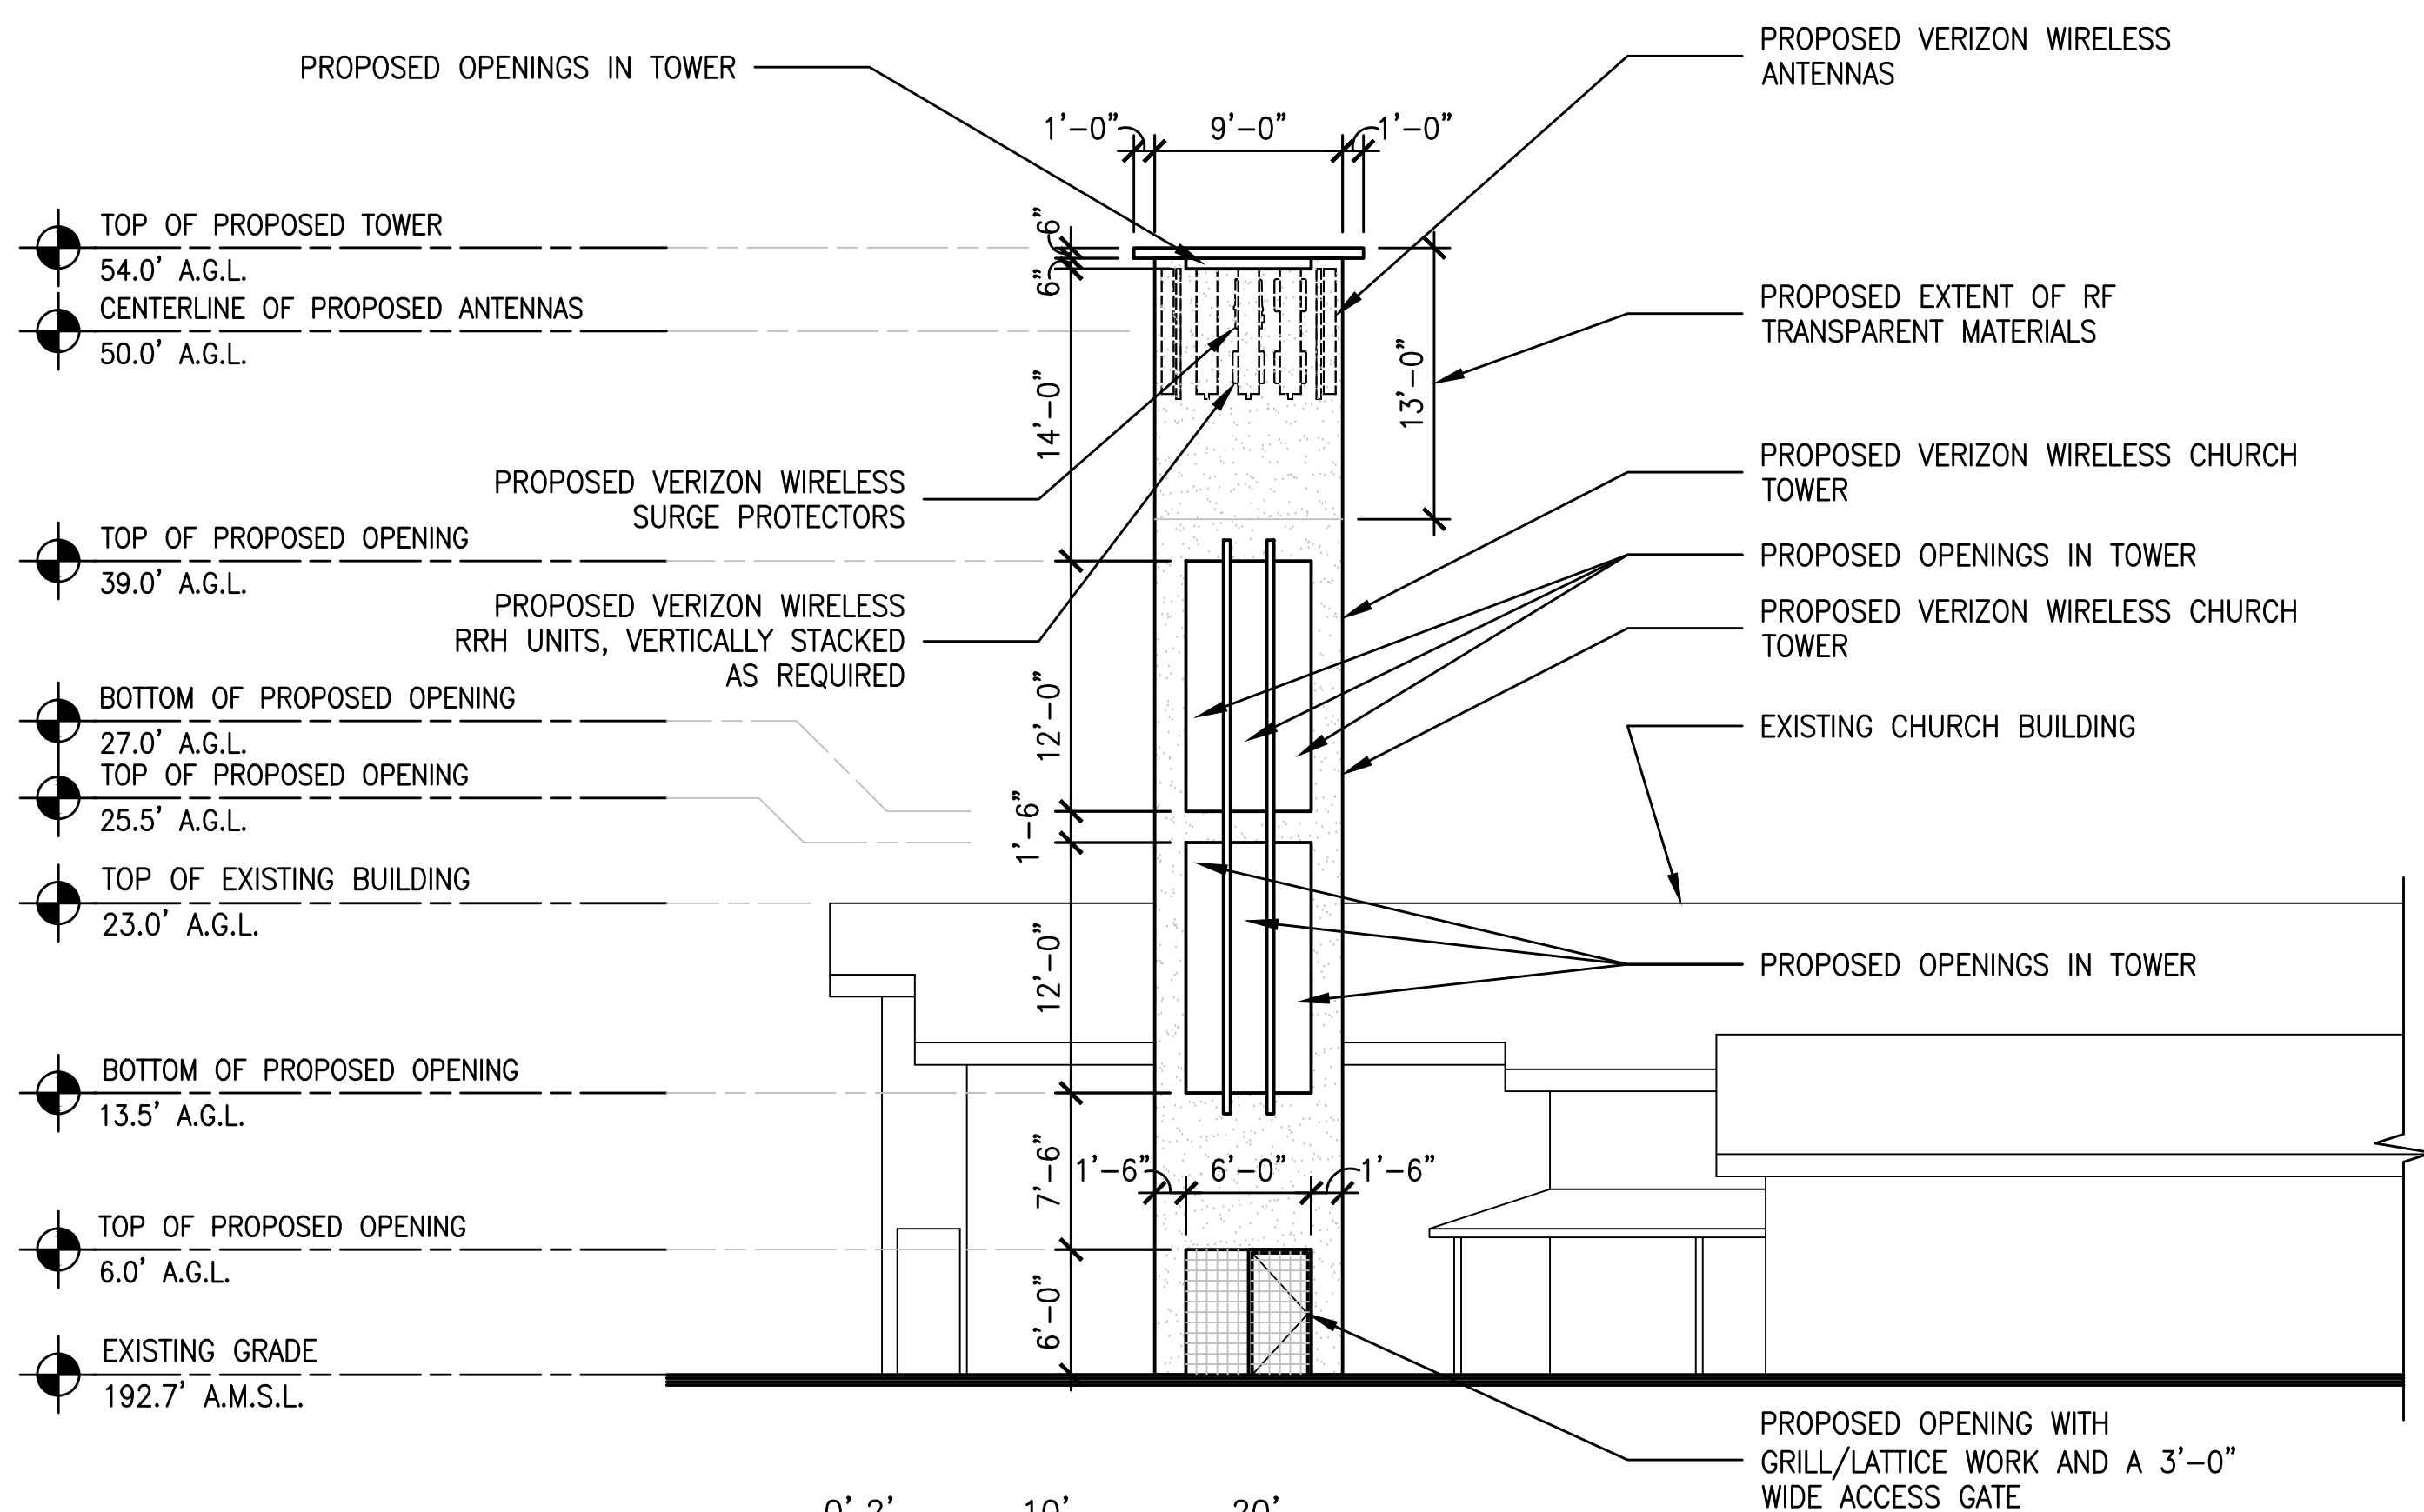 PROPOSED OPENINGS IN TOWER
PROPOSED VERIZON WIRELESS
ANTENNAS
1'-0"
9'-0"
1'-0"
6"
6"
TOP OF PROPOSED TOWER
54.0' A.G.L.
CENTERLINE OF PROPOSED ANTENNAS
50.0' A.G.L.
PROPOSED EXTENT OF RF
TRANSPARENT MATERIALS
13'-0"
14'-0"
PROPOSED VERIZON WIRELESS
SURGE PROTECTORS
PROPOSED VERIZON WIRELESS CHURCH
TOWER
TOP OF PROPOSED OPENING
39.0' A.G.L.
PROPOSED OPENINGS IN TOWER
PROPOSED VERIZON WIRELESS
RRH UNITS, VERTICALLY STACKED
AS REQUIRED
PROPOSED VERIZON WIRELESS CHURCH
TOWER
BOTTOM OF PROPOSED OPENING
27.0' A.G.L.
12'-0"
EXISTING CHURCH BUILDING
TOP OF PROPOSED OPENING
25.5' A.G.L.
1'-6"
TOP OF EXISTING BUILDING
23.0' A.G.L.
12'-0"
PROPOSED OPENINGS IN TOWER
BOTTOM OF PROPOSED OPENING
13.5' A.G.L.
7'-6"
1'-6"
6'-0"
1'-6"
TOP OF PROPOSED OPENING
6.0' A.G.L.
6'-0"
EXISTING GRADE
192.7' A.M.S.L.
PROPOSED OPENING WITH
GRILL/LATTICE WORK AND A 3'-0"
WIDE ACCESS GATE
0' 2' 10' 20'